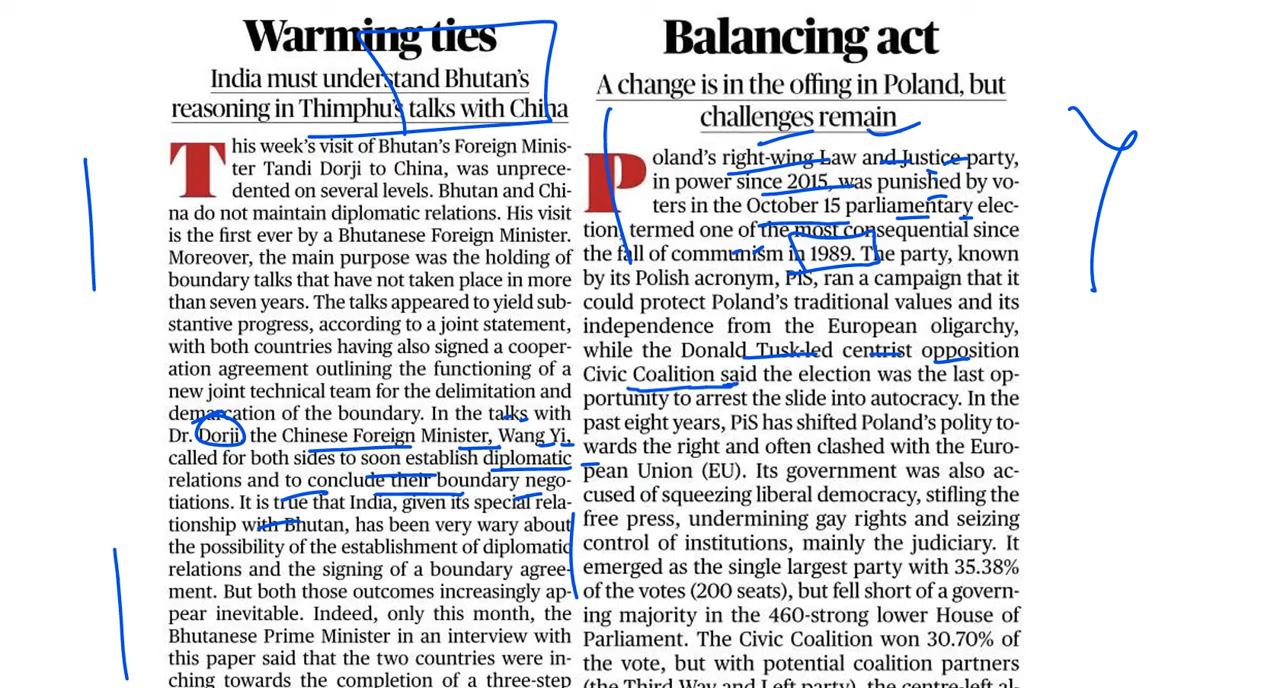 Warming ties
India must understand Bhutan's
reasoning in Thimphu's talks with China
This week's visit of Bhutan's Foreign Minis-
ter Tandi Dorji to China, was unprece-
dented on several levels. Bhutan and Chi-
na do not maintain diplomatic relations. His visit
is the first ever by a Bhutanese Foreign Minister.
Moreover, the main purpose was the holding of
boundary talks that have not taken place in more
than seven years. The talks appeared to yield sub-
stantive progress, according to a joint statement,
with both countries having also signed a cooper-
ation agreement outlining the functioning of a
new joint technical team for the delimitation and
demarcation of the boundary. In the talks with
Dr. Dorji, the Chinese Foreign Minister, Wang Yi,
called for both sides to soon establish diplomatic
relations and to conclude their boundary nego-
tiations. It is true that India, given its special rela-
tionship with Bhutan, has been very wary about
the possibility of the establishment of diplomatic
relations and the signing of a boundary agree-
ment. But both those outcomes increasingly ap-
pear inevitable. Indeed, only this month, the
Bhutanese Prime Minister in an interview with
this paper said that the two countries were in-
ching towards the completion of a three-step
Balancing act
A change is in the offing in Poland, but
challenges remain
Poland's right-wing Law and Justice party,
in power since 2015, was punished by vo-
ters in the October 15 parliamentary elec-
tion, termed one of the most consequential since
the fall of communism in 1989. The party, known
by its Polish acronym, PiS, ran a campaign that it
could protect Poland's traditional values and its
independence from the European oligarchy,
while the Donald Tusk-led centrist opposition
Civic Coalition said the election was the last op-
portunity to arrest the slide into autocracy. In the
past eight years, PiS has shifted Poland's polity to-
wards the right and often clashed with the Euro-
pean Union (EU). Its government was also ac-
cused of squeezing liberal democracy, stifling the
free press, undermining gay rights and seizing
control of institutions, mainly the judiciary. It
emerged as the single largest party with 35.38%
of the votes (200 seats), but fell short of a govern-
ing majority in the 460-strong lower House of
Parliament. The Civic Coalition won 30.70% of
the vote, but with potential coalition partners
(the Third Way and Left party), the centre-left al-